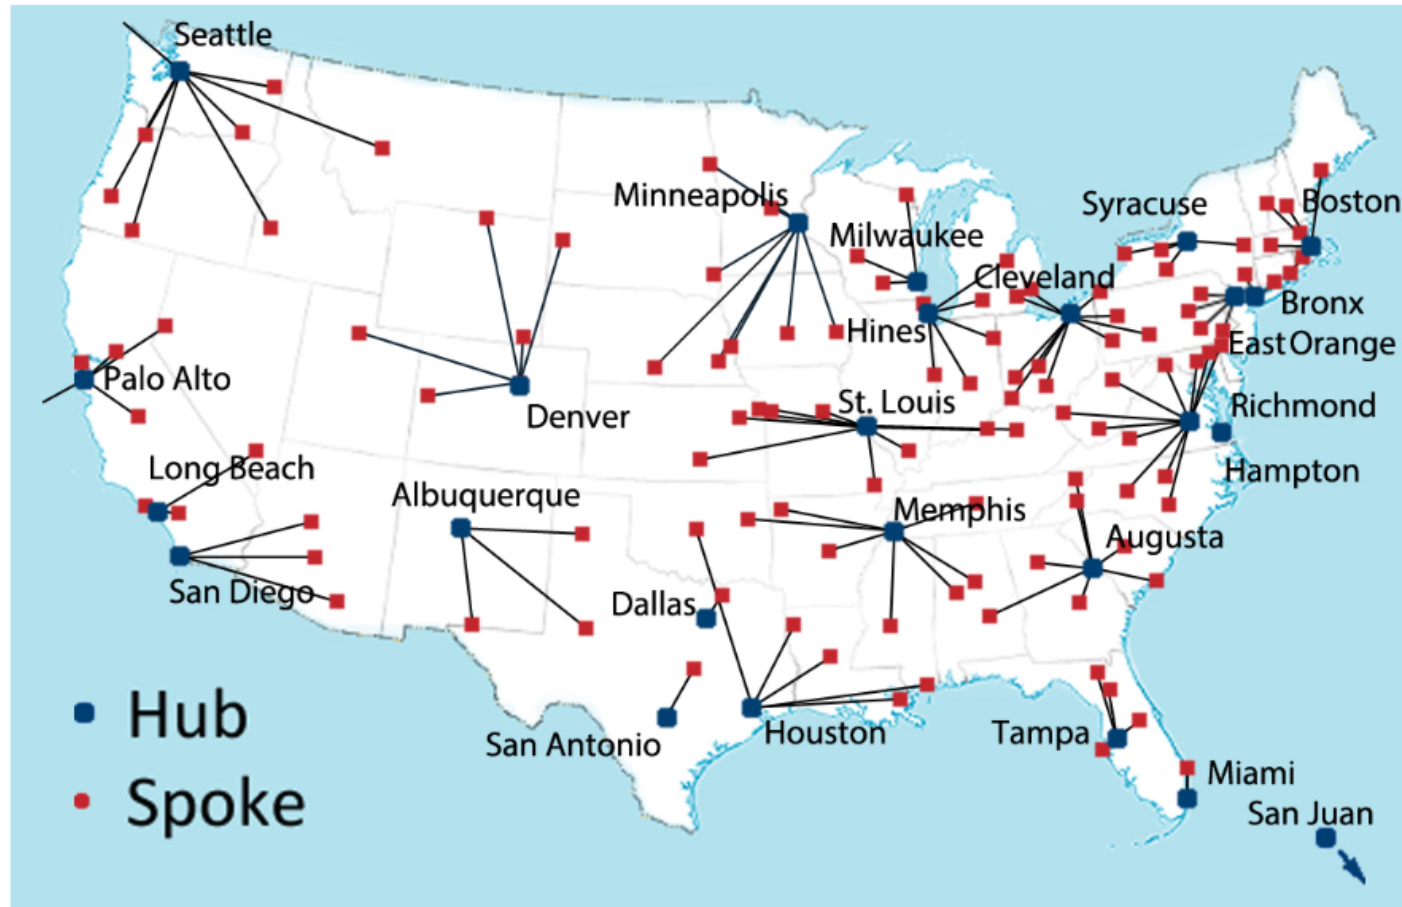 Seattle
Minneapolis
Syracuse
Boston
Milwaukee
Cleveland
Bronx
Hines
East Orange
Palo Alto
St. Louis
Richmond
Denver
Long Beach
Hampton
Albuquerque
Memphis
Augusta
San Diego
Dallas
Hub
San Antonio
Houston
Tampa
Miami
Spoke
San Juan